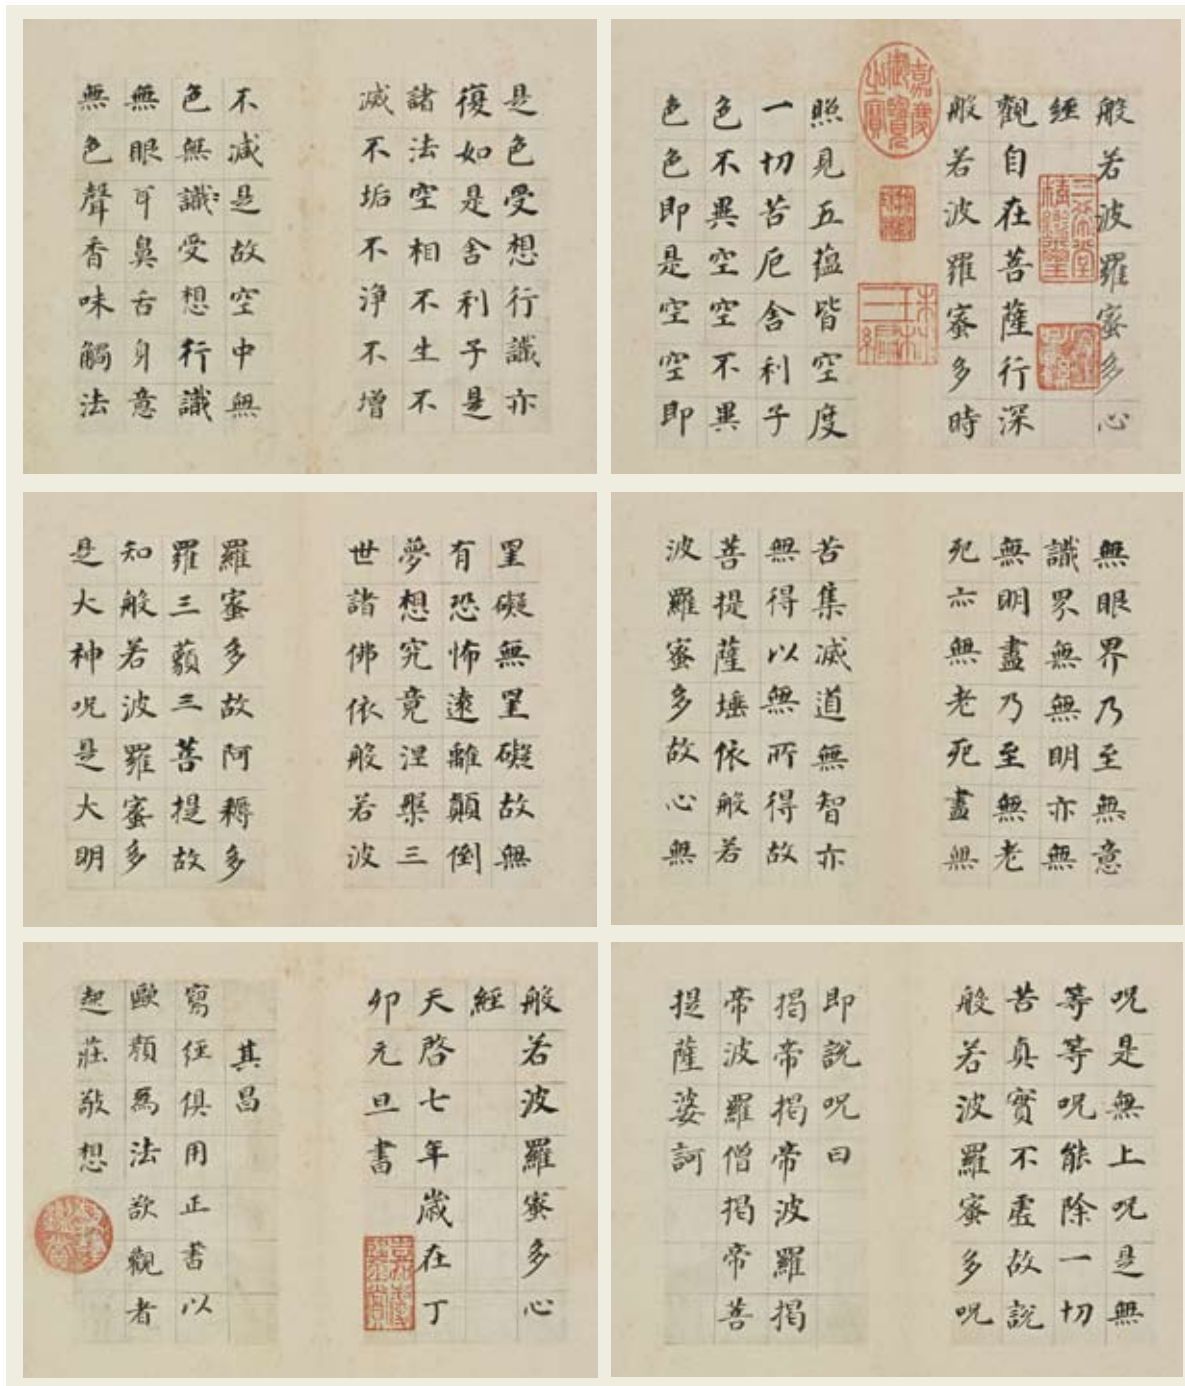 般若波羅蜜多心
經
觀自在菩薩行深
般若波羅蜜多時
照見五蘊皆空度
一切苦厄舍利子
色不異空空不異
色色即是空空即
嘉慶御覽之寶
三希堂精鑑璽
宜子孫
是色受想行識亦
復如是舍利子是
諸法空相不生不
滅不垢不淨不增
不減是故空中無
色無識受想行識
無眼耳鼻舌身意
無色聲香味觸法
無眼界乃至無意
識界無無明亦無
無明盡乃至無老
死亦無老死盡無
苦集滅道無智亦
無得以無所得故
菩提薩埵依般若
波羅蜜多故心無
罣礙無罣礙故無
有恐怖遠離顛倒
夢想究竟涅槃三
世諸佛依般若波
羅蜜多故阿耨多
羅三藐三菩提故
知般若波羅蜜多
是大神呪是大明
呪是無上呪是無
等等呪能除一切
苦真實不虛故說
般若波羅蜜多呪
即說呪曰
揭帝揭帝波羅揭
帝波羅僧揭帝菩
提薩婆訶
般若波羅蜜多心
經
天啓七年歲在丁
卯元旦書
其昌
寫經俱用正書以
歐顏為法欲觀者
起莊敬想